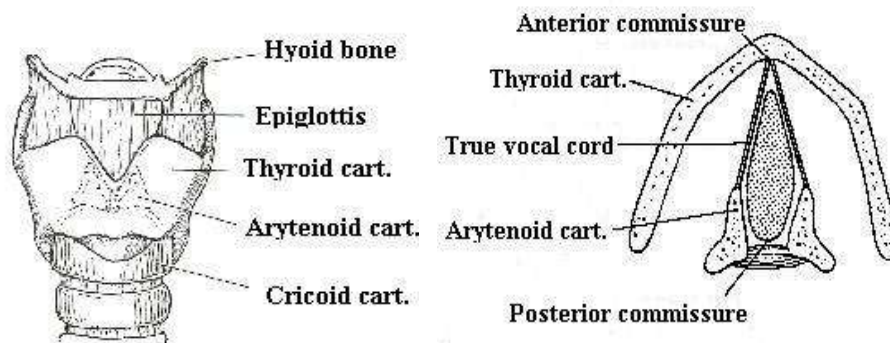 Hyoid bone
Epiglottis
Thyroid cart.
Arytenoid cart.
Cricoid cart.
Anterior commissure
Thyroid cart.
True vocal cord
Arytenoid cart.
Posterior commissure